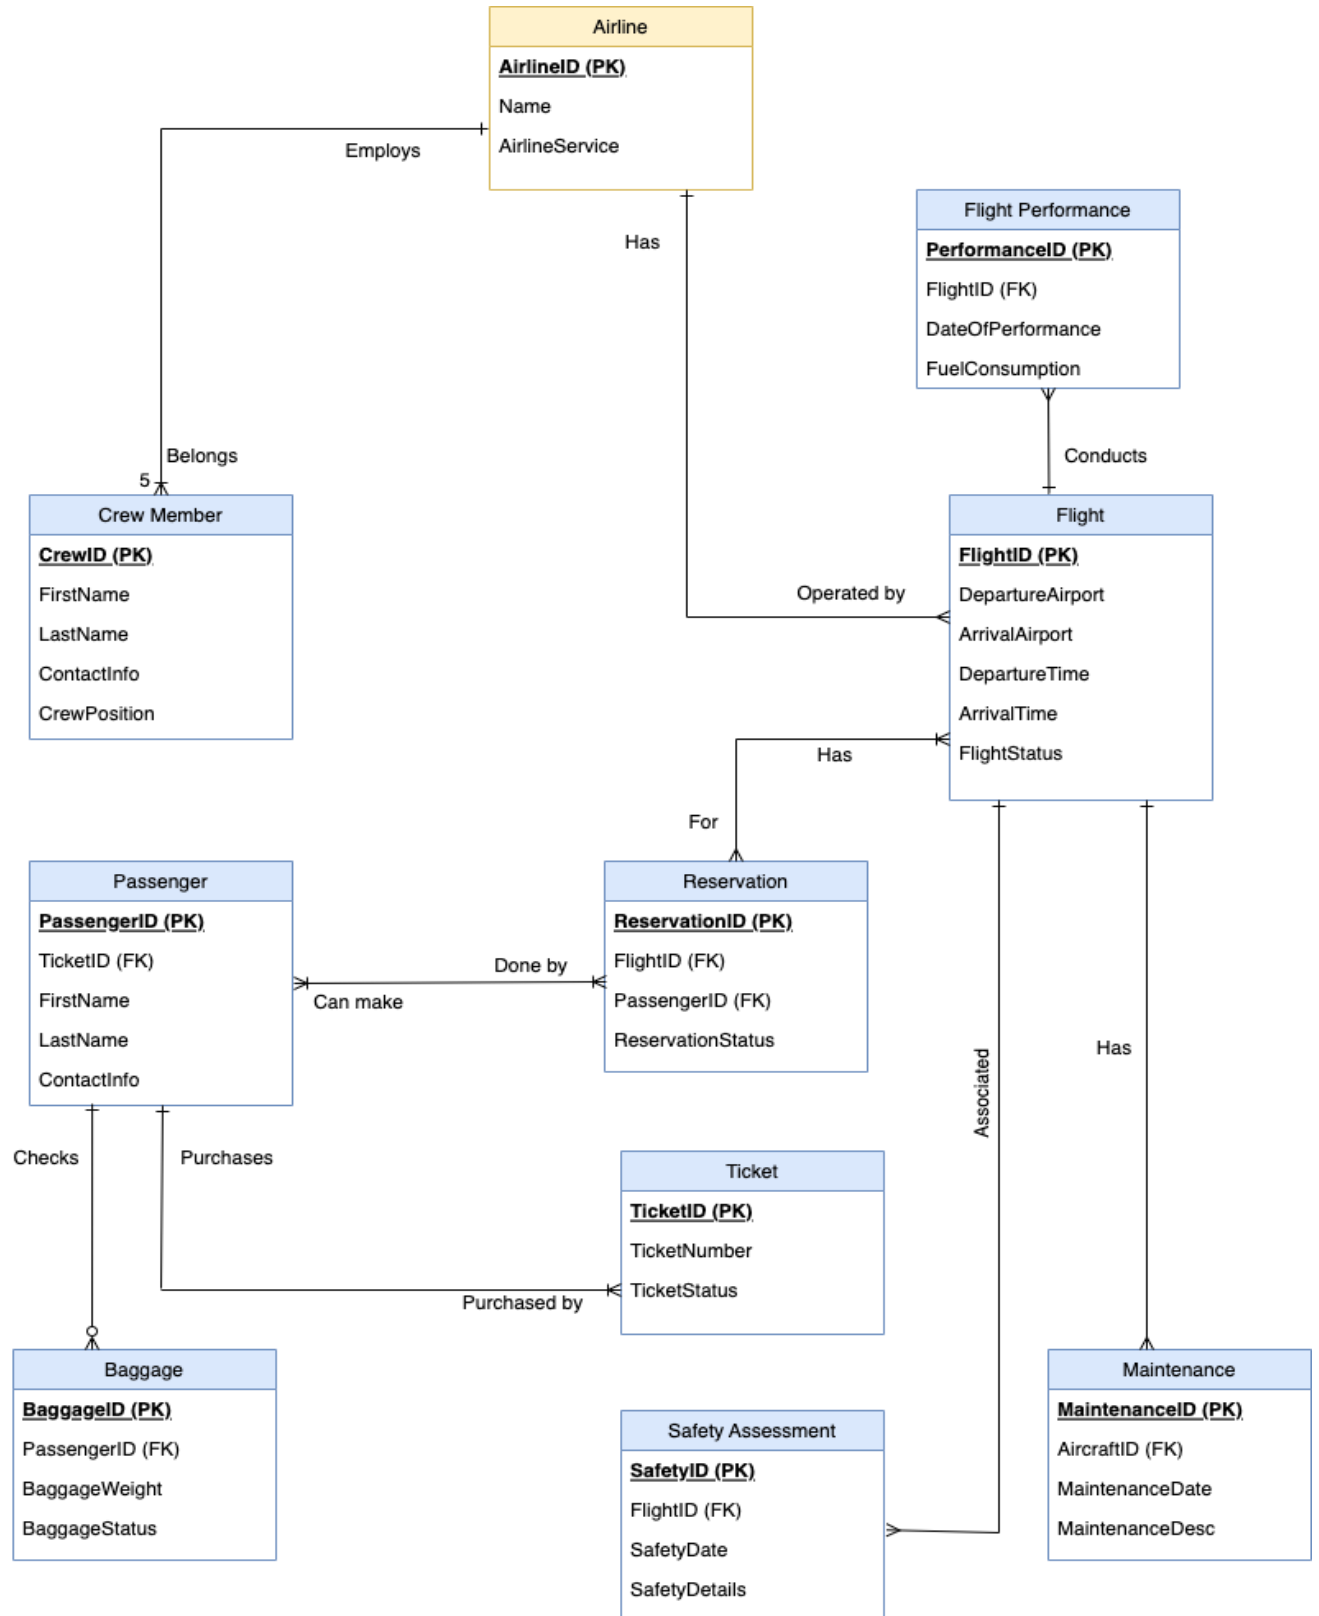 Airline
AirlineID (PK)
Name
AirlineService
Employs
Has
Belongs
5
Flight Performance
PerformanceID (PK)
FlightID (FK)
DateOfPerformance
FuelConsumption
Conducts
Crew Member
CrewID (PK)
FirstName
LastName
ContactInfo
CrewPosition
Flight
FlightID (PK)
DepartureAirport
ArrivalAirport
DepartureTime
ArrivalTime
FlightStatus
Operated by
Has
For
Passenger
PassengerID (PK)
TicketID (FK)
FirstName
LastName
ContactInfo
Done by
Can make
Reservation
ReservationID (PK)
FlightID (FK)
PassengerID (FK)
ReservationStatus
Associated
Has
Checks
Purchases
Purchased by
Ticket
TicketID (PK)
TicketNumber
TicketStatus
Baggage
BaggageID (PK)
PassengerID (FK)
BaggageWeight
BaggageStatus
Safety Assessment
SafetyID (PK)
FlightID (FK)
SafetyDate
SafetyDetails
Maintenance
MaintenanceID (PK)
AircraftID (FK)
MaintenanceDate
MaintenanceDesc